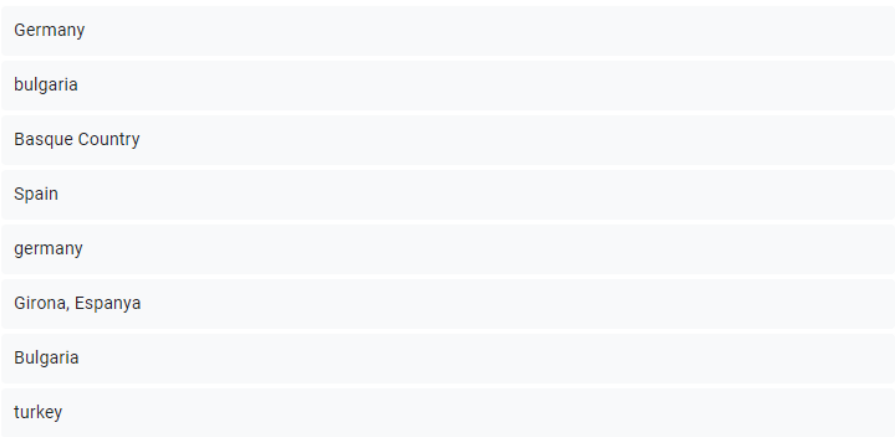 Germany
bulgaria
Basque Country
Spain
germany
Girona, Espanya
Bulgaria
turkey